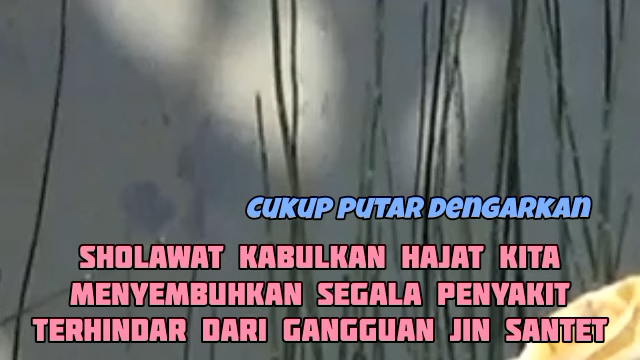 CUKUP PUTAR DENGARKAN
SHOLAWAT KABULKAN HAJAT KITA
MENYEMBUHKAN SEGALA PENYAKIT
TERHINDAR DARI GANGGUAN JIN SANTET